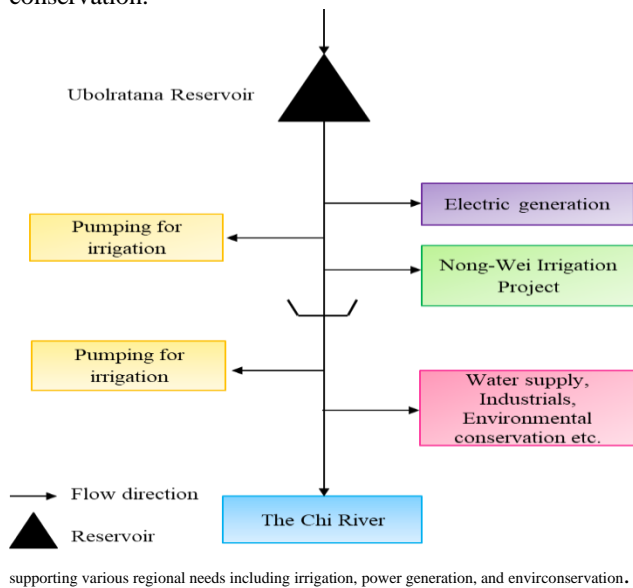 conservation.
Ubolratana Reservoir
Electric generation
Pumping for
irrigation
Nong-Wei Irrigation
Project
Pumping for
irrigation
Water supply,
Industrials,
Environmental
conservation etc.
Flow direction
The Chi River
Reservoir
supporting various regional needs including irrigation, power generation, and envirconservation.